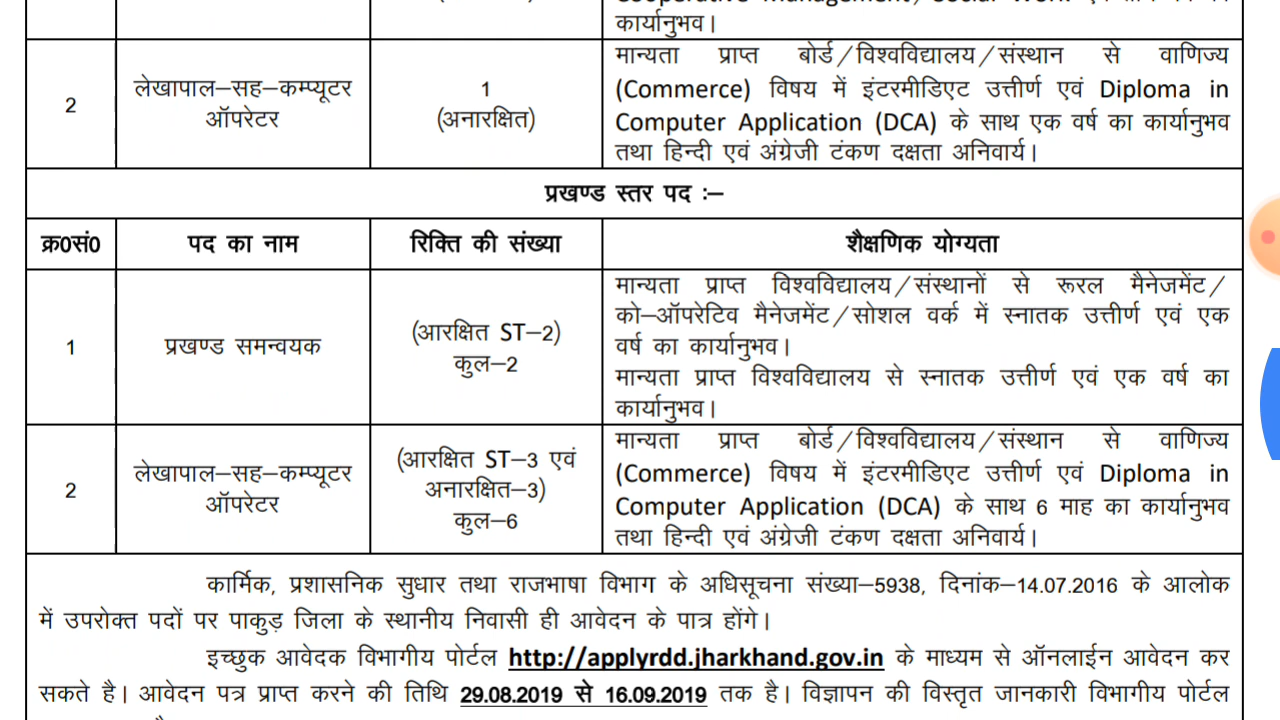 कार्यानुभव।
2
लेखापाल–सह–कम्प्यूटर
ऑपरेटर
1
(अनारक्षित)
मान्यता प्राप्त बोर्ड/विश्वविद्यालय/संस्थान से वाणिज्य
(Commerce) विषय में इंटरमीडिएट उत्तीर्ण एवं Diploma in
Computer Application (DCA) के साथ एक वर्ष का कार्यानुभव
तथा हिन्दी एवं अंग्रेजी टंकण दक्षता अनिवार्य।
प्रखण्ड स्तर पद :–
क्र0सं0
पद का नाम
रिक्ति की संख्या
शैक्षणिक योग्यता
1
प्रखण्ड समन्वयक
(आरक्षित ST–2)
कुल–2
मान्यता प्राप्त विश्वविद्यालय/संस्थानों से रूरल मैनेजमेंट/
को–ऑपरेटिव मैनेजमेंट/सोशल वर्क में स्नातक उत्तीर्ण एवं एक
वर्ष का कार्यानुभव।
मान्यता प्राप्त विश्वविद्यालय से स्नातक उत्तीर्ण एवं एक वर्ष का
कार्यानुभव।
2
लेखापाल–सह–कम्प्यूटर
ऑपरेटर
(आरक्षित ST–3 एवं
अनारक्षित–3)
कुल–6
मान्यता प्राप्त बोर्ड/विश्वविद्यालय/संस्थान से वाणिज्य
(Commerce) विषय में इंटरमीडिएट उत्तीर्ण एवं Diploma in
Computer Application (DCA) के साथ 6 माह का कार्यानुभव
तथा हिन्दी एवं अंग्रेजी टंकण दक्षता अनिवार्य।
कार्मिक, प्रशासनिक सुधार तथा राजभाषा विभाग के अधिसूचना संख्या–5938, दिनांक–14.07.2016 के आलोक
में उपरोक्त पदों पर पाकुड़ जिला के स्थानीय निवासी ही आवेदन के पात्र होंगे।
इच्छुक आवेदक विभागीय पोर्टल http://applyrdd.jharkhand.gov.in के माध्यम से ऑनलाईन आवेदन कर
सकते है। आवेदन पत्र प्राप्त करने की तिथि 29.08.2019 से 16.09.2019 तक है। विज्ञापन की विस्तृत जानकारी विभागीय पोर्टल